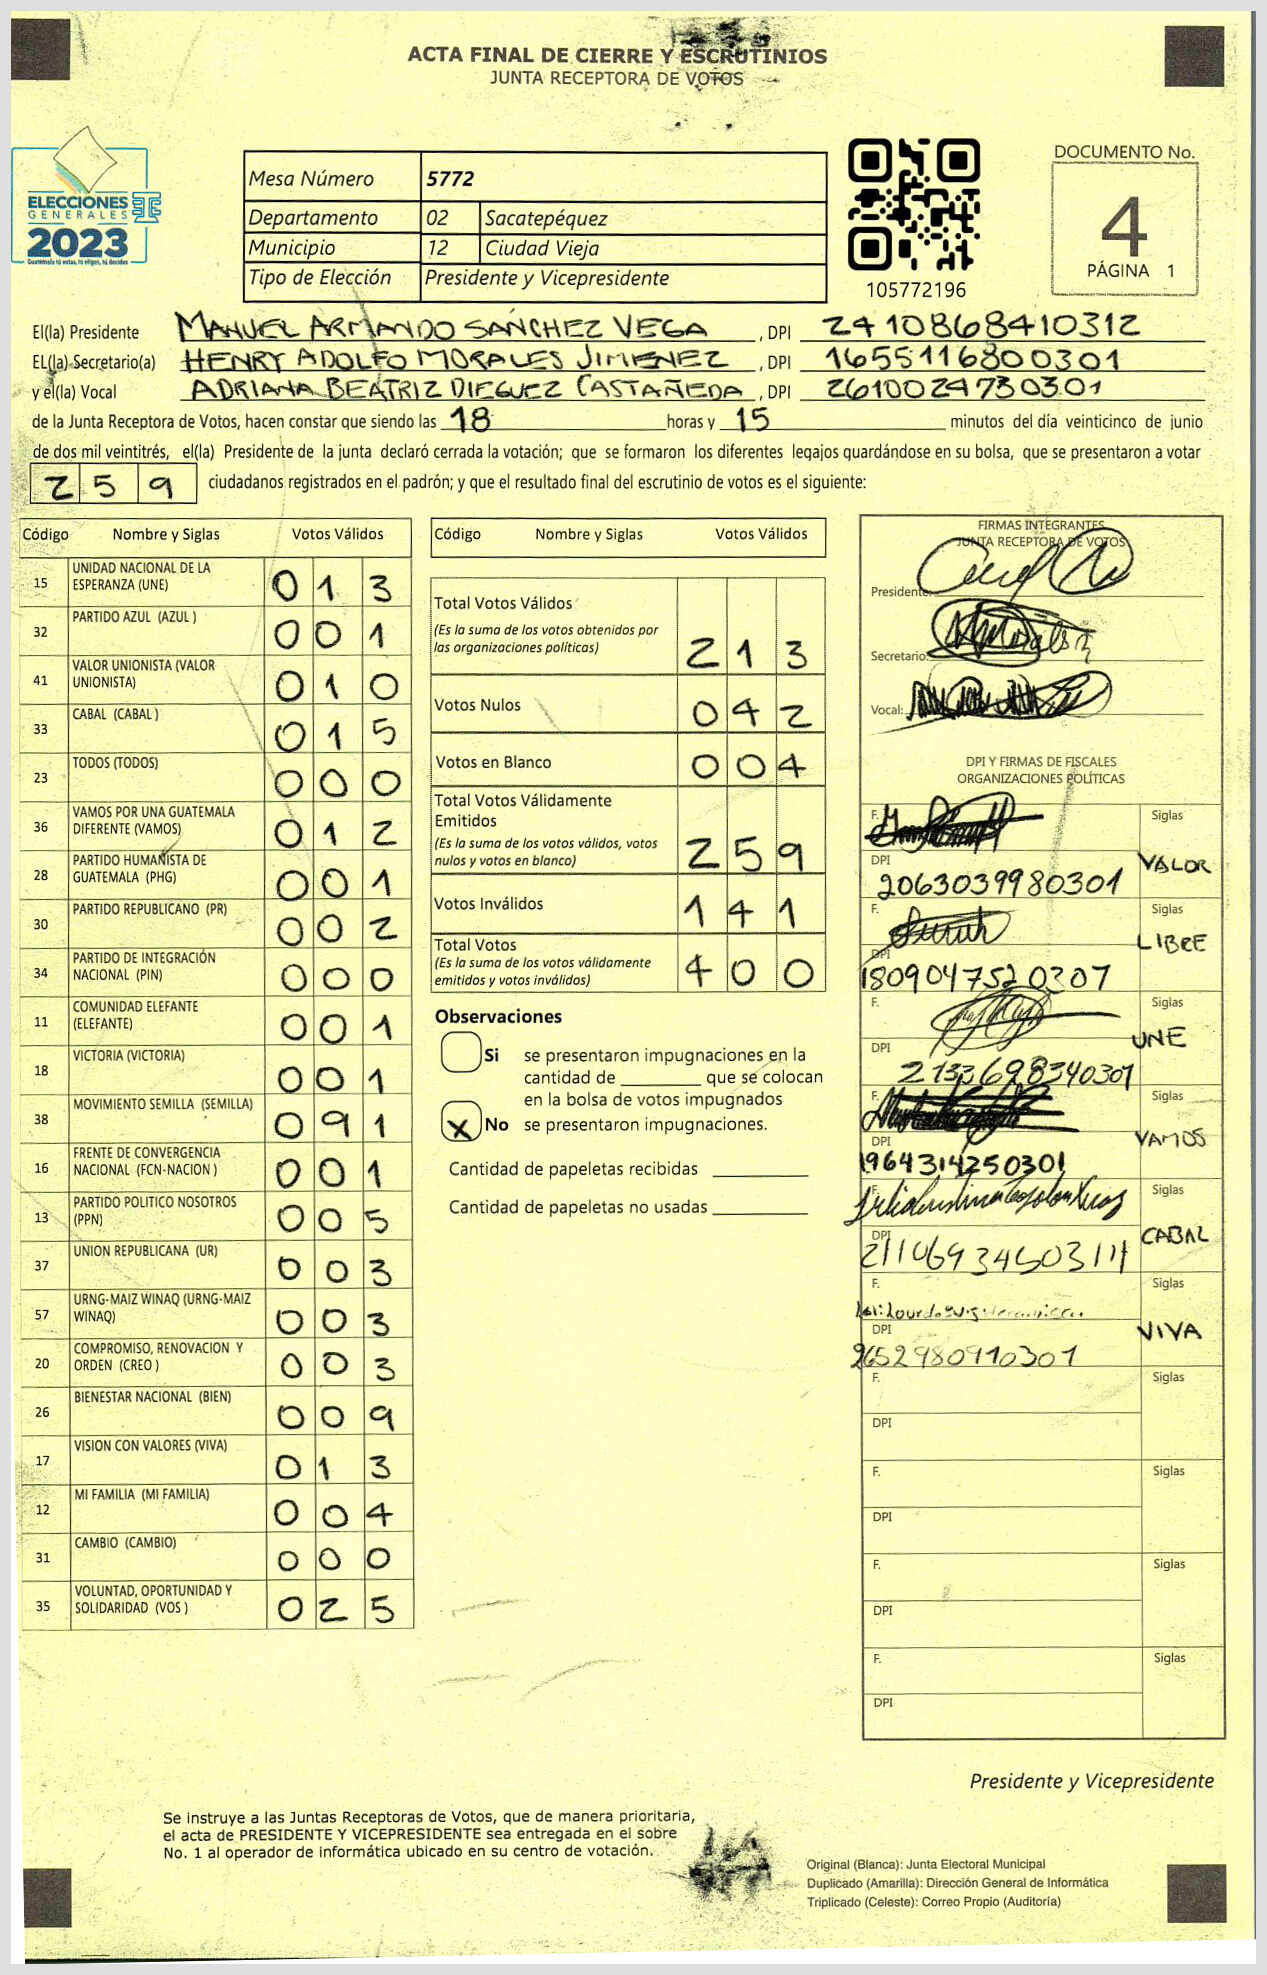 ACTA FINAL DE CIERRE Y ESCRUTINIOS
JUNTA RECEPTORA DE VOTOS
ELECCIONES
GENERALES
2023
Guatemala tú votas, tú eliges, tú decides
Mesa Número 5772
Departamento 02 Sacatepéquez
Municipio 12 Ciudad Vieja
Tipo de Elección Presidente y Vicepresidente
105772196
DOCUMENTO No.
4
PÁGINA 1
El(la) Presidente MANUEL ARMANDO SÁNCHEZ VEGA , DPI 2410868410312
EL(la) Secretario(a) HENRY ADOLFO MORALES JIMENEZ , DPI 1655116800301
y el(la) Vocal ADRIANA BEATRIZ DIEGUEZ CASTAÑEDA , DPI 2610024730301
de la Junta Receptora de Votos, hacen constar que siendo las 18 horas y 15 minutos del día veinticinco de junio
de dos mil veintitrés, el(la) Presidente de la junta declaró cerrada la votación; que se formaron los diferentes legajos guardándose en su bolsa, que se presentaron a votar
259 ciudadanos registrados en el padrón; y que el resultado final del escrutinio de votos es el siguiente:
Código Nombre y Siglas Votos Válidos
15 UNIDAD NACIONAL DE LA ESPERANZA (UNE) 013
32 PARTIDO AZUL (AZUL ) 001
41 VALOR UNIONISTA (VALOR UNIONISTA) 010
33 CABAL (CABAL ) 015
23 TODOS (TODOS) 000
36 VAMOS POR UNA GUATEMALA DIFERENTE (VAMOS) 012
28 PARTIDO HUMANISTA DE GUATEMALA (PHG) 001
30 PARTIDO REPUBLICANO (PR) 002
34 PARTIDO DE INTEGRACIÓN NACIONAL (PIN) 000
11 COMUNIDAD ELEFANTE (ELEFANTE) 001
18 VICTORIA (VICTORIA) 001
38 MOVIMIENTO SEMILLA (SEMILLA) 091
16 FRENTE DE CONVERGENCIA NACIONAL (FCN-NACION ) 001
13 PARTIDO POLITICO NOSOTROS (PPN) 005
37 UNION REPUBLICANA (UR) 003
57 URNG-MAIZ WINAQ (URNG-MAIZ WINAQ) 003
20 COMPROMISO, RENOVACION Y ORDEN (CREO ) 003
26 BIENESTAR NACIONAL (BIEN) 009
17 VISION CON VALORES (VIVA) 013
12 MI FAMILIA (MI FAMILIA) 004
31 CAMBIO (CAMBIO) 000
35 VOLUNTAD, OPORTUNIDAD Y SOLIDARIDAD (VOS ) 025
Código Nombre y Siglas Votos Válidos
Total Votos Válidos
(Es la suma de los votos obtenidos por
las organizaciones políticas) 213
Votos Nulos 042
Votos en Blanco 004
Total Votos Válidamente
Emitidos
(Es la suma de los votos válidos, votos
nulos y votos en blanco) 259
Votos Inválidos 141
Total Votos
(Es la suma de los votos válidamente
emitidos y votos inválidos) 400
Observaciones
Si se presentaron impugnaciones en la
cantidad de ________ que se colocan
en la bolsa de votos impugnados
X No se presentaron impugnaciones.
Cantidad de papeletas recibidas
Cantidad de papeletas no usadas
FIRMAS INTEGRANTES
JUNTA RECEPTORA DE VOTOS
Presidente:
Secretario:
Vocal:
DPI Y FIRMAS DE FISCALES
ORGANIZACIONES POLÍTICAS
F. Siglas
DPI 2063039980301 VALOR
F. Siglas
DPI 1809047520307 LIBRE
F. Siglas
DPI 2133698340301 UNE
F. Siglas
DPI 1964314250301 VAMOS
F. Siglas
DPI CABAL
F. Siglas
DPI 2652980910301 VIVA
F. Siglas
DPI
F. Siglas
DPI
F. Siglas
DPI
F. Siglas
DPI
Presidente y Vicepresidente
Se instruye a las Juntas Receptoras de Votos, que de manera prioritaria,
el acta de PRESIDENTE Y VICEPRESIDENTE sea entregada en el sobre
No. 1 al operador de informática ubicado en su centro de votación.
Original (Blanca): Junta Electoral Municipal
Duplicado (Amarilla): Dirección General de Informática
Triplicado (Celeste): Correo Propio (Auditoría)